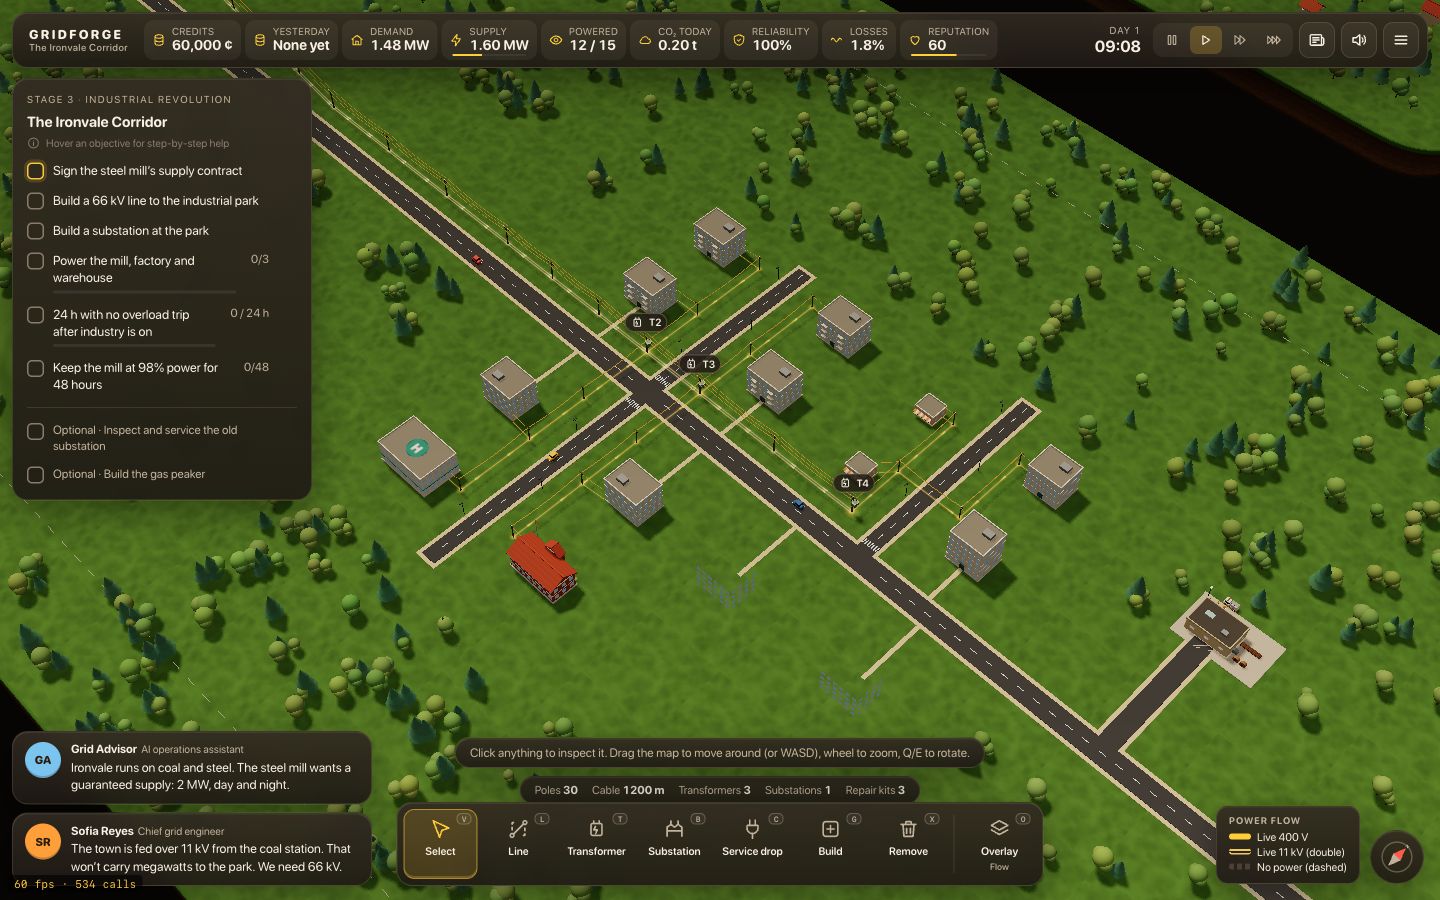 GRIDFORGE
The Ironvale Corridor
CREDITS
60,000 ¢
YESTERDAY
None yet
DEMAND
1.48 MW
SUPPLY
1.60 MW
POWERED
12 / 15
CO₂ TODAY
0.20 t
RELIABILITY
100%
LOSSES
1.8%
REPUTATION
60
DAY 1
09:08
STAGE 3 · INDUSTRIAL REVOLUTION
The Ironvale Corridor
Hover an objective for step-by-step help
Sign the steel mill's supply contract
Build a 66 kV line to the industrial park
Build a substation at the park
Power the mill, factory and 0/3
warehouse
24 h with no overload trip 0 / 24 h
after industry is on
Keep the mill at 98% power for 0/48
48 hours
Optional · Inspect and service the old
substation
Optional · Build the gas peaker
T2
T3
H
T4
GA
Grid Advisor AI operations assistant
Ironvale runs on coal and steel. The steel mill wants a
guaranteed supply: 2 MW, day and night.
SR
Sofia Reyes Chief grid engineer
The town is fed over 11 kV from the coal station. That
won't carry megawatts to the park. We need 66 kV.
60 fps · 534 calls
Click anything to inspect it. Drag the map to move around (or WASD), wheel to zoom, Q/E to rotate.
Poles 30 Cable 1200 m Transformers 3 Substations 1 Repair kits 3
V
Select
L
Line
T
Transformer
B
Substation
C
Service drop
G
Build
X
Remove
O
Overlay
Flow
POWER FLOW
Live 400 V
Live 11 kV (double)
No power (dashed)